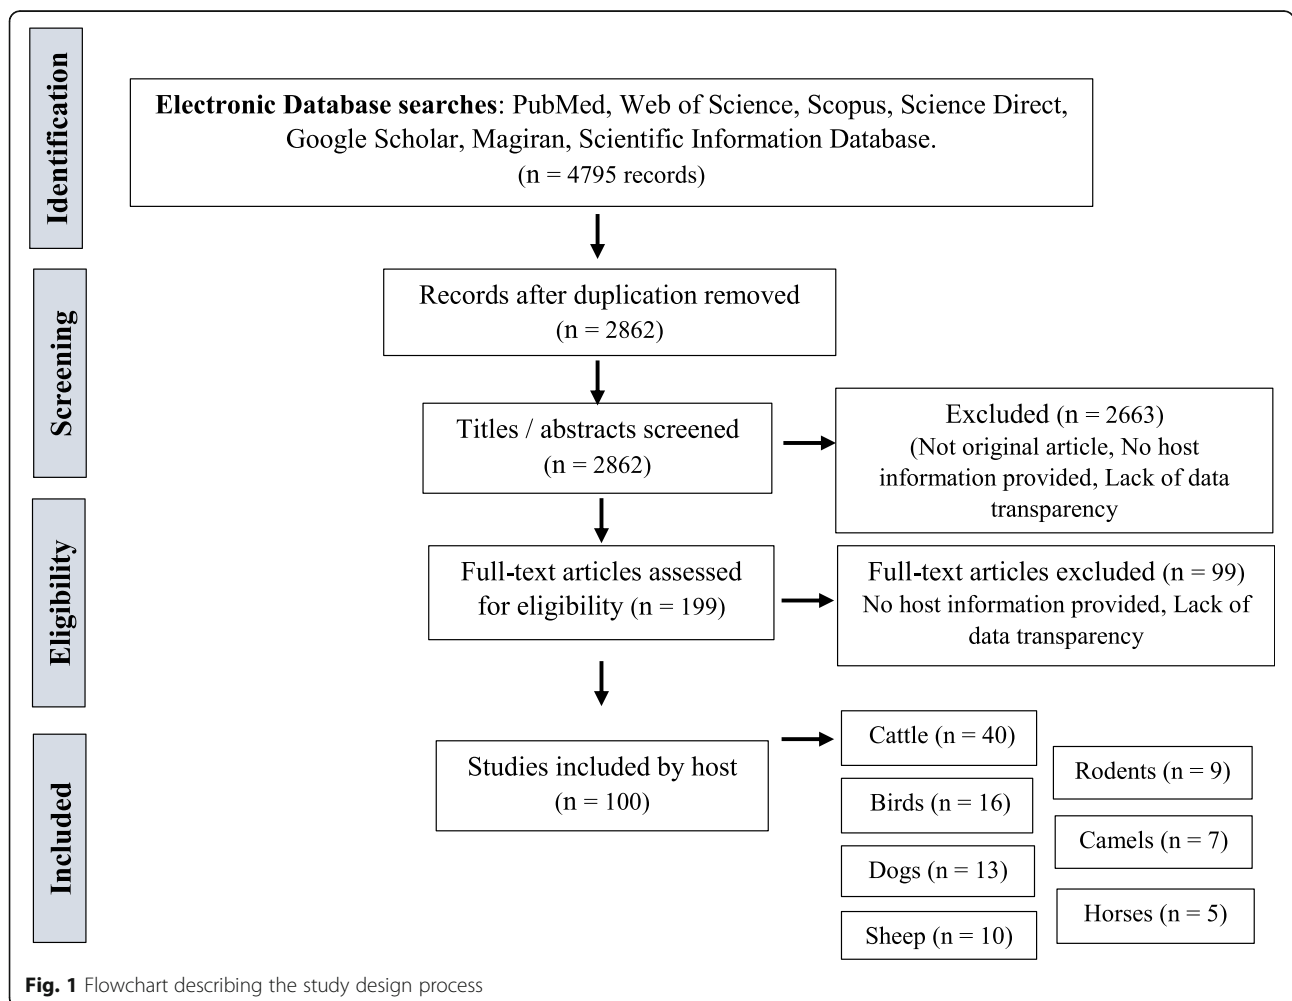 Identification
Electronic Database searches: PubMed, Web of Science, Scopus, Science Direct,
Google Scholar, Magiran, Scientific Information Database.
(n = 4795 records)
Screening
Records after duplication removed
(n = 2862)
Titles / abstracts screened
(n = 2862)
Excluded (n = 2663)
(Not original article, No host
information provided, Lack of data
transparency
Eligibility
Full-text articles assessed
for eligibility (n = 199)
Full-text articles excluded (n = 99)
No host information provided, Lack of
data transparency
Included
Studies included by host
(n = 100)
Cattle (n = 40)
Birds (n = 16)
Dogs (n = 13)
Sheep (n = 10)
Rodents (n = 9)
Camels (n = 7)
Horses (n = 5)
Fig. 1 Flowchart describing the study design process